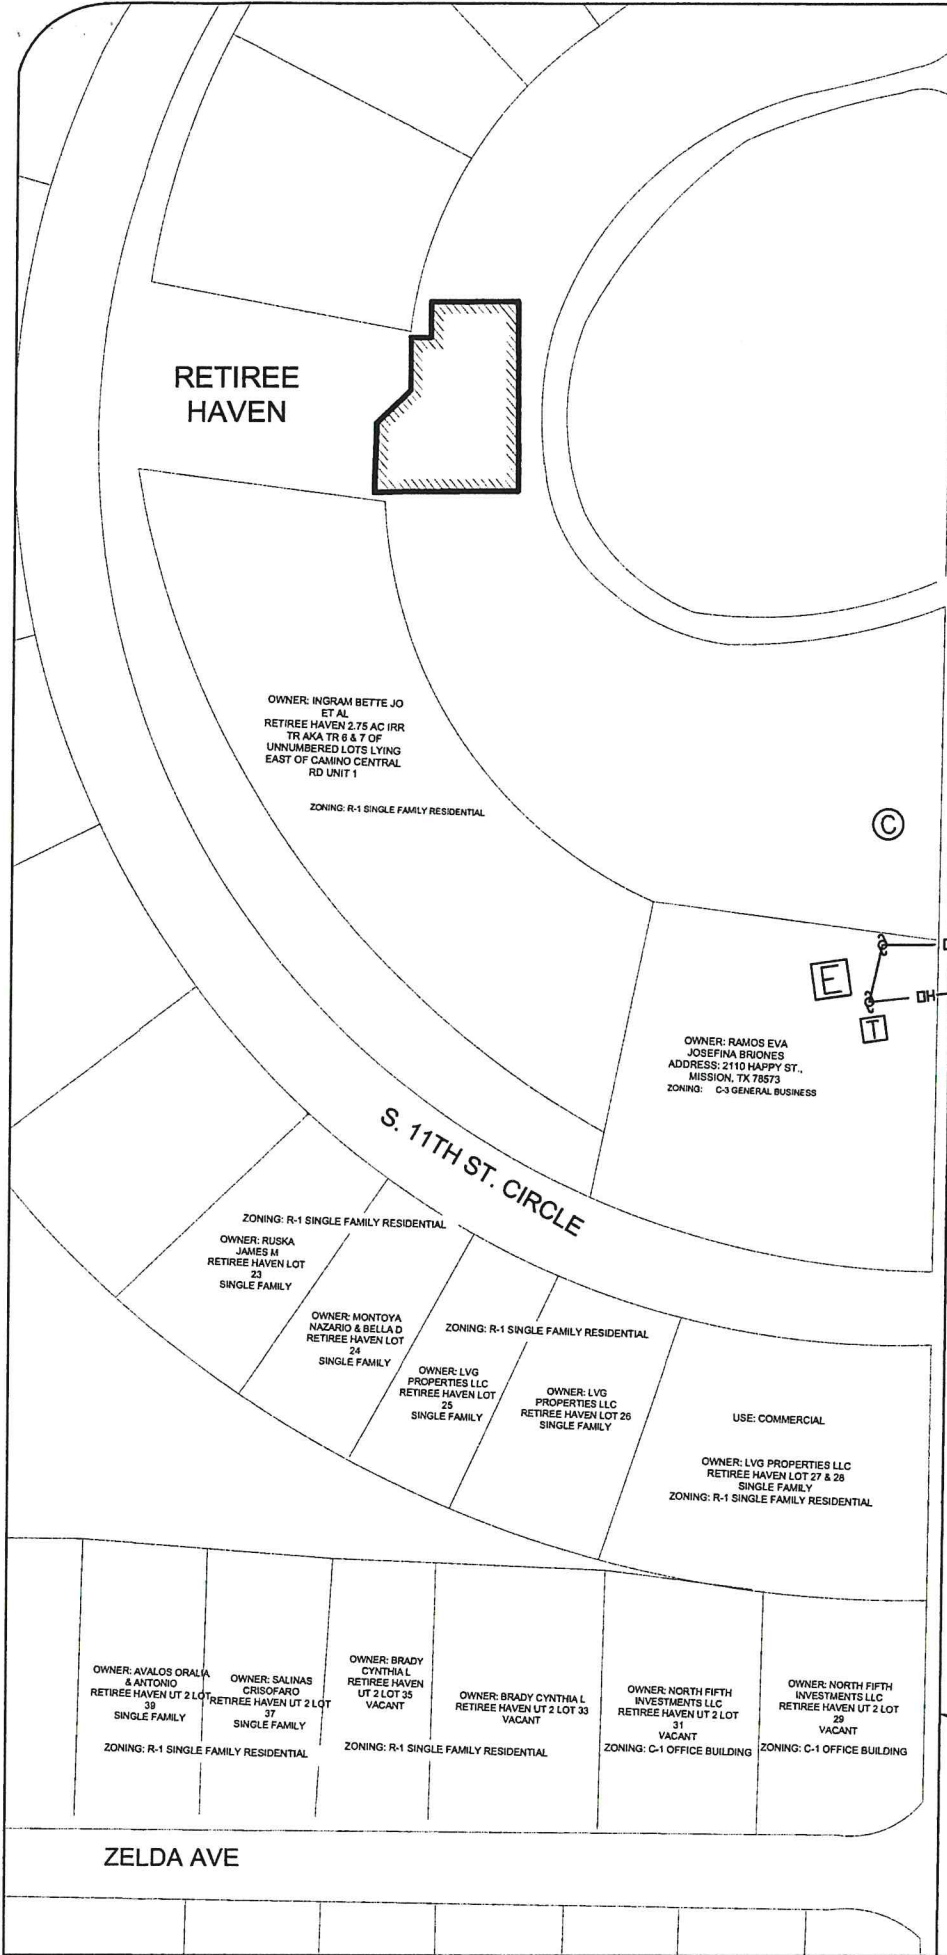 RETIREE
HAVEN
OWNER: INGRAM BETTE JO
ET AL
RETIREE HAVEN 2.75 AC IRR
TR AKA TR 6 & 7 OF
UNNUMBERED LOTS LYING
EAST OF CAMINO CENTRAL
RD UNIT 1
ZONING: R-1 SINGLE FAMILY RESIDENTIAL
C
E
OH
T
OWNER: RAMOS EVA
JOSEFINA BRIONES
ADDRESS: 2110 HAPPY ST.,
MISSION, TX 78573
ZONING: C-3 GENERAL BUSINESS
S. 11TH ST. CIRCLE
ZONING: R-1 SINGLE FAMILY RESIDENTIAL
OWNER: RUSKA
JAMES M
RETIREE HAVEN LOT
23
SINGLE FAMILY
OWNER: MONTOYA
NAZARIO & BELLA D
RETIREE HAVEN LOT
24
SINGLE FAMILY
ZONING: R-1 SINGLE FAMILY RESIDENTIAL
OWNER: LVG
PROPERTIES LLC
RETIREE HAVEN LOT
25
SINGLE FAMILY
OWNER: LVG
PROPERTIES LLC
RETIREE HAVEN LOT 26
SINGLE FAMILY
USE: COMMERCIAL
OWNER: LVG PROPERTIES LLC
RETIREE HAVEN LOT 27 & 28
SINGLE FAMILY
ZONING: R-1 SINGLE FAMILY RESIDENTIAL
OWNER: AVALOS ORALIA
& ANTONIO
RETIREE HAVEN UT 2 LOT
39
SINGLE FAMILY
OWNER: SALINAS
CRISOFARO
RETIREE HAVEN UT 2 LOT
37
SINGLE FAMILY
ZONING: R-1 SINGLE FAMILY RESIDENTIAL
OWNER: BRADY
CYNTHIA L
RETIREE HAVEN
UT 2 LOT 35
VACANT
OWNER: BRADY CYNTHIA L
RETIREE HAVEN UT 2 LOT 33
VACANT
ZONING: R-1 SINGLE FAMILY RESIDENTIAL
OWNER: NORTH FIFTH
INVESTMENTS LLC
RETIREE HAVEN UT 2 LOT
31
VACANT
ZONING: C-1 OFFICE BUILDING
OWNER: NORTH FIFTH
INVESTMENTS LLC
RETIREE HAVEN UT 2 LOT
29
VACANT
ZONING: C-1 OFFICE BUILDING
ZELDA AVE